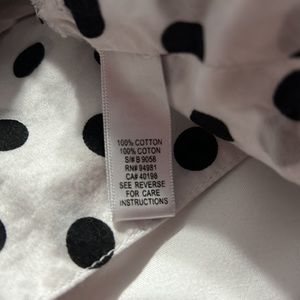 100% COTTON
100% COTON
S/# B 9058
RN# 94981
CA# 40198
SEE REVERSE
FOR CARE
INSTRUCTIONS